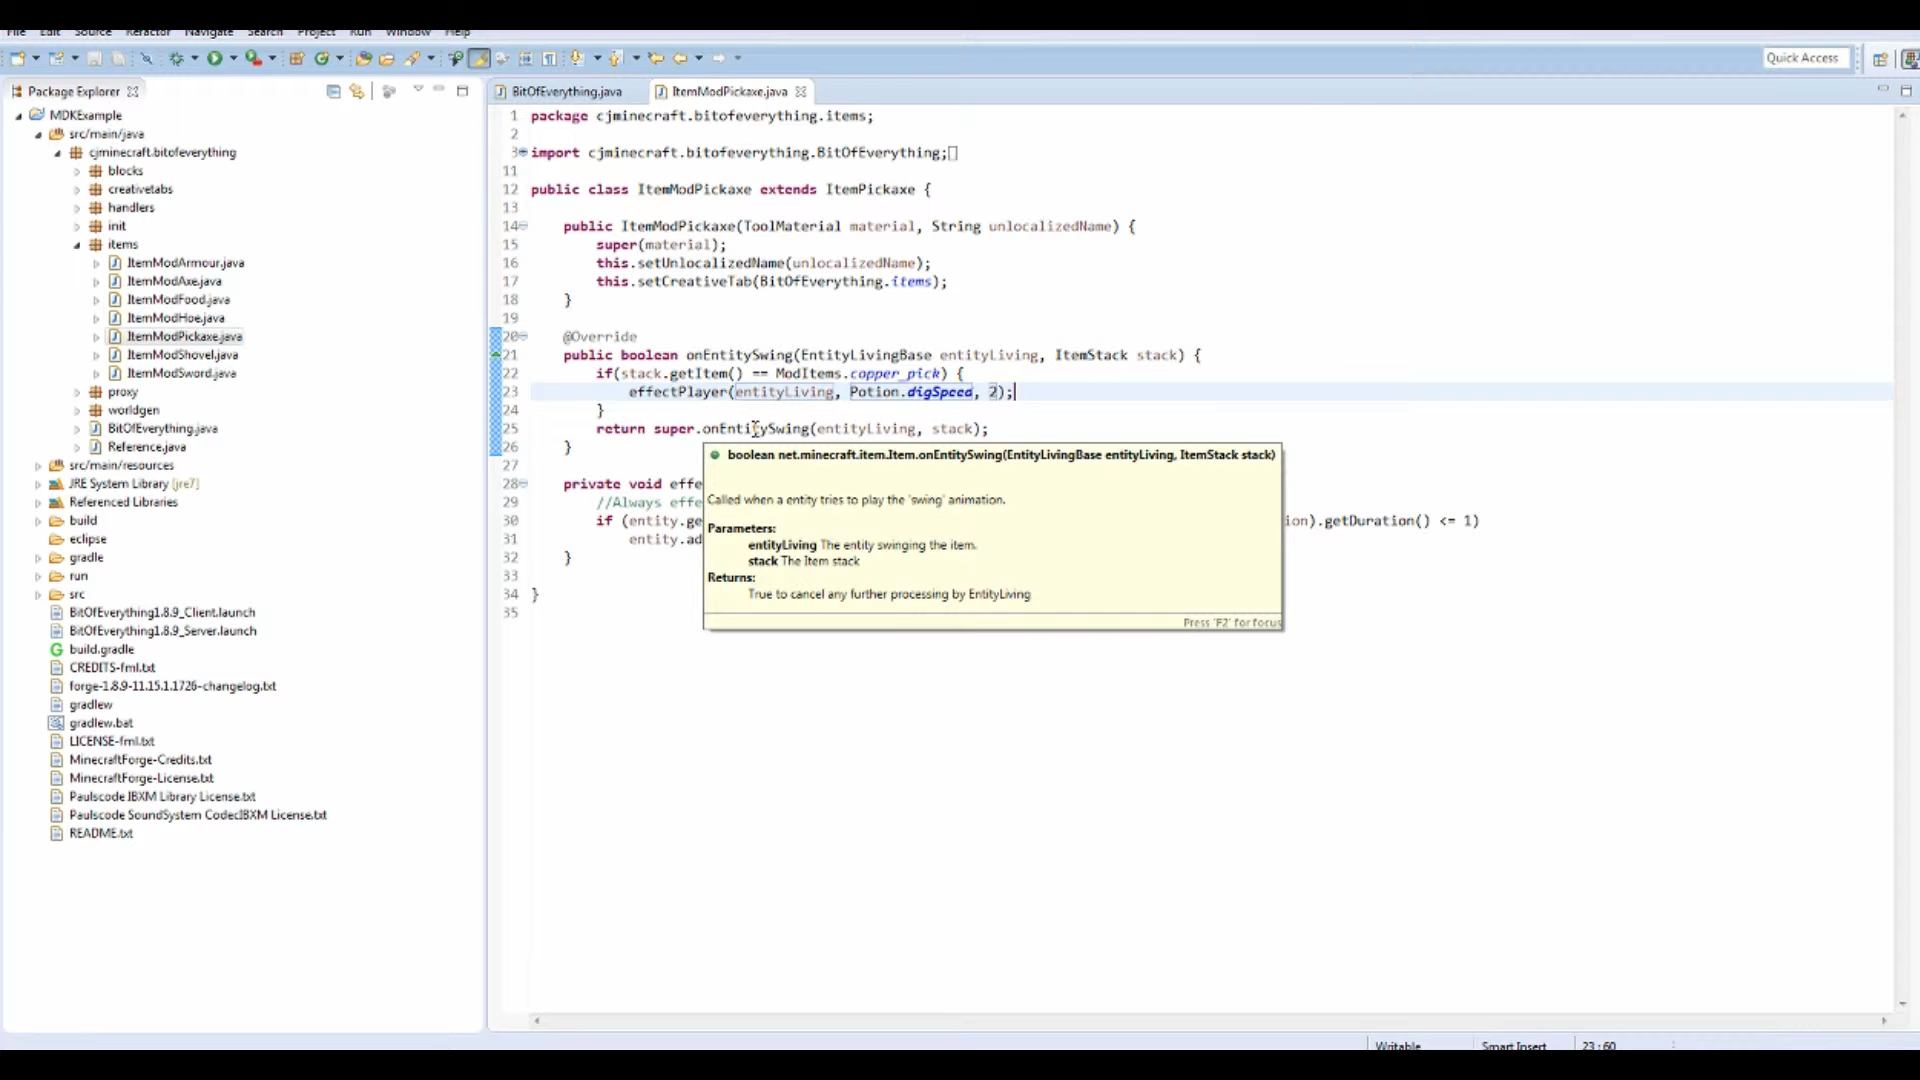 File Edit Source Refactor Navigate Search Project Run Window Help
Quick Access
Package Explorer
MDKExample
src/main/java
cjminecraft.bitofeverything
blocks
creativetabs
handlers
init
items
ItemModArmour.java
ItemModAxe.java
ItemModFood.java
ItemModHoe.java
ItemModPickaxe.java
ItemModShovel.java
ItemModSword.java
proxy
worldgen
BitOfEverything.java
Reference.java
src/main/resources
JRE System Library [jre7]
Referenced Libraries
build
eclipse
gradle
run
src
BitOfEverything1.8.9_Client.launch
BitOfEverything1.8.9_Server.launch
build.gradle
CREDITS-fml.txt
forge-1.8.9-11.15.1.1726-changelog.txt
gradlew
gradlew.bat
LICENSE-fml.txt
MinecraftForge-Credits.txt
MinecraftForge-License.txt
Paulscode IBXM Library License.txt
Paulscode SoundSystem CodecIBXM License.txt
README.txt
BitOfEverything.java ItemModPickaxe.java
1 package cjminecraft.bitofeverything.items;
2
3 import cjminecraft.bitofeverything.BitOfEverything;
11
12 public class ItemModPickaxe extends ItemPickaxe {
13
14 public ItemModPickaxe(ToolMaterial material, String unlocalizedName) {
15 super(material);
16 this.setUnlocalizedName(unlocalizedName);
17 this.setCreativeTab(BitOfEverything.items);
18 }
19
20 @Override
21 public boolean onEntitySwing(EntityLivingBase entityLiving, ItemStack stack) {
22 if(stack.getItem() == ModItems.copper_pick) {
23 effectPlayer(entityLiving, Potion.digSpeed, 2);
24 }
25 return super.onEntitySwing(entityLiving, stack);
26 }
27
28 private void effe
29 //Always effe
30 if (entity.ge ion).getDuration() <= 1)
31 entity.ad
32 }
33
34 }
35
boolean net.minecraft.item.Item.onEntitySwing(EntityLivingBase entityLiving, ItemStack stack)
Called when a entity tries to play the 'swing' animation.
Parameters:
entityLiving The entity swinging the item.
stack The Item stack
Returns:
True to cancel any further processing by EntityLiving
Press 'F2' for focus
Writable Smart Insert 23 : 60